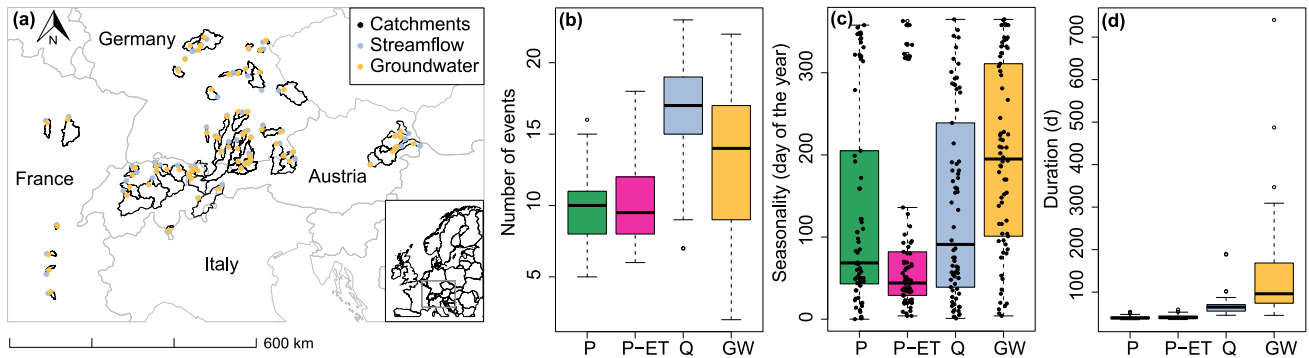 (a)
N
Germany
Catchments
Streamflow
Groundwater
France
Austria
Italy
600 km
(b)
Number of events
20
15
10
5
P P−ET Q GW
(c)
Seasonality (day of the year)
300
200
100
0
P P−ET Q GW
(d)
Duration (d)
700
600
500
400
300
200
100
P P−ET Q GW